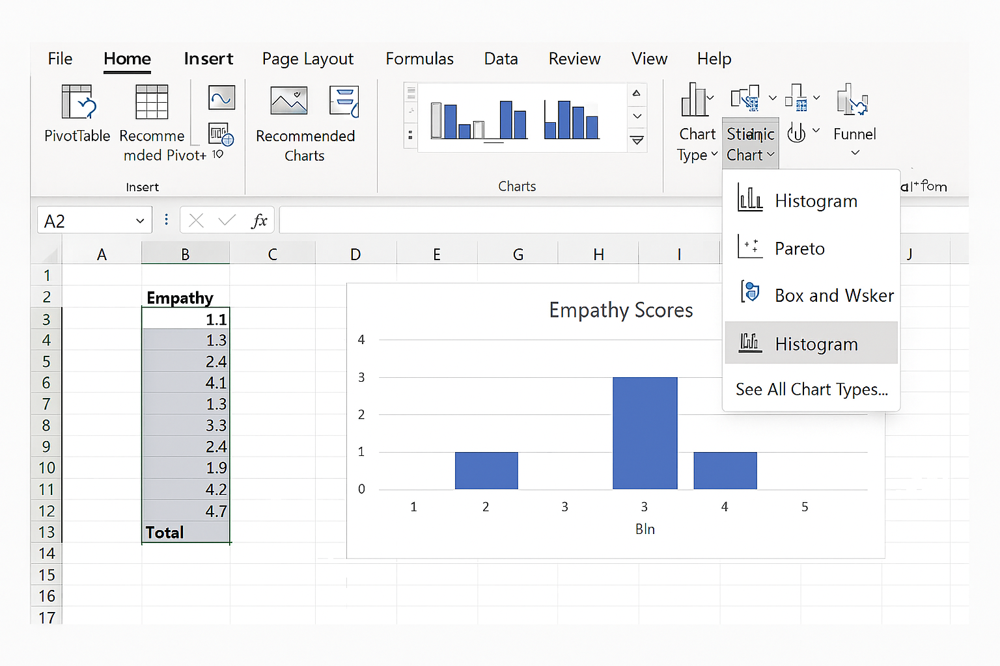 File Home Insert Page Layout Formulas Data Review View Help
PivotTable Recomme
mded Pivot+ 10
Recommended
Charts
Chart
Type
Chart
Funnel
Insert
Charts
A2
fx
Histogram
Pareto
Box and Wsker
Histogram
See All Chart Types...
A B C D E G H I J
1
2 Empathy
3 1.1
4 1.3
5 2.4
6 4.1
7 1.3
8 3.3
9 2.4
10 1.9
11 4.2
12 4.7
13 Total
14
15
16
17
Empathy Scores
4
3
2
1
0
1 2 3 3 4 5
Bln